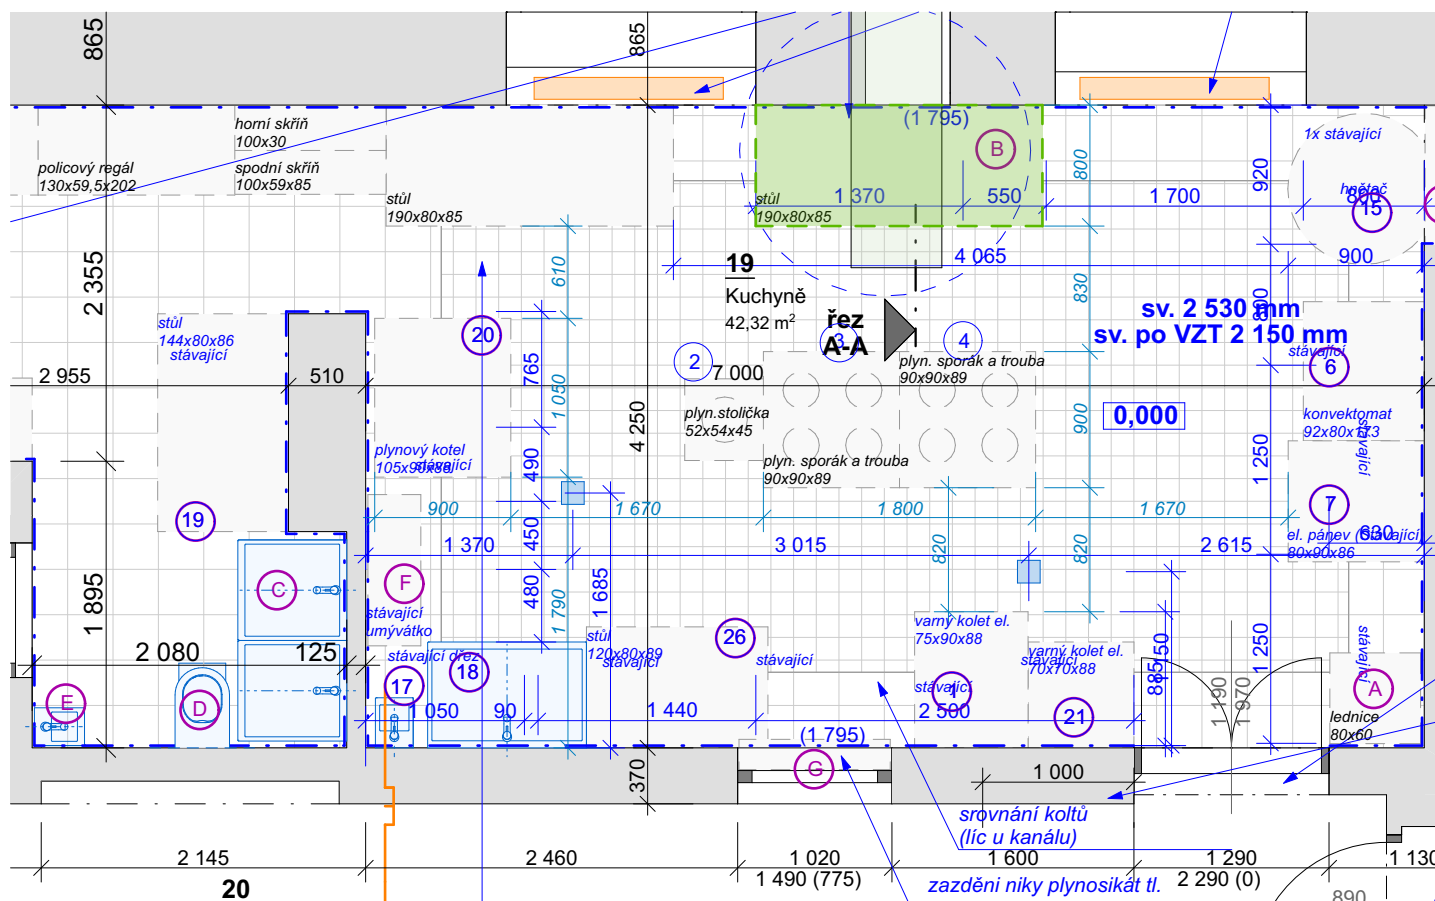 865
865
(1 795)
B
800
920
1x stávající
horní skříň
100x30
policový regál
130x59,5x202
spodní skříň
100x59x85
stůl
190x80x85
stůl
190x80x85
1 370
550
1 700
hnětač
15
4 065
900
610
830
2 355
19
Kuchyně
42,32 m²
řez
A-A
3
4
sv. 2 530 mm
sv. po VZT 2 150 mm
stůl
144x80x86
stávající
20
2
plyn. sporák a trouba
90x90x89
stávající
6
2 955
510
765
1 050
7 000
plyn.stolička
52x54x45
4 250
900
0,000
konvektomat
92x80x173
stávající
plynový kotel
stávající
490
plyn. sporák a trouba
90x90x89
1 250
19
900
1 670
1 800
1 670
7
450
1 370
3 015
820
820
2 615
el. pánev (Stávající)
80x90x86
630
C
F
480
1 685
1 790
1 895
stávající
umývátko
2 080
125
stávající dřez
17
18
stůl
120x80x89
stávající
26
stávající
varný kolet el.
75x90x88
varný kolet el.
70x70x88
stávající
stávající
1
21
885
1 150
1 250
1 190
1 970
stávající
A
lednice
80x60
E
D
1 050
90
1 440
2 500
(1 795)
G
370
1 000
srovnání koltů
(líc u kanálu)
2 145
2 460
1 020
1 490 (775)
1 600
1 290
2 290 (0)
1 130
20
zazdění niky plynosikát tl.
890